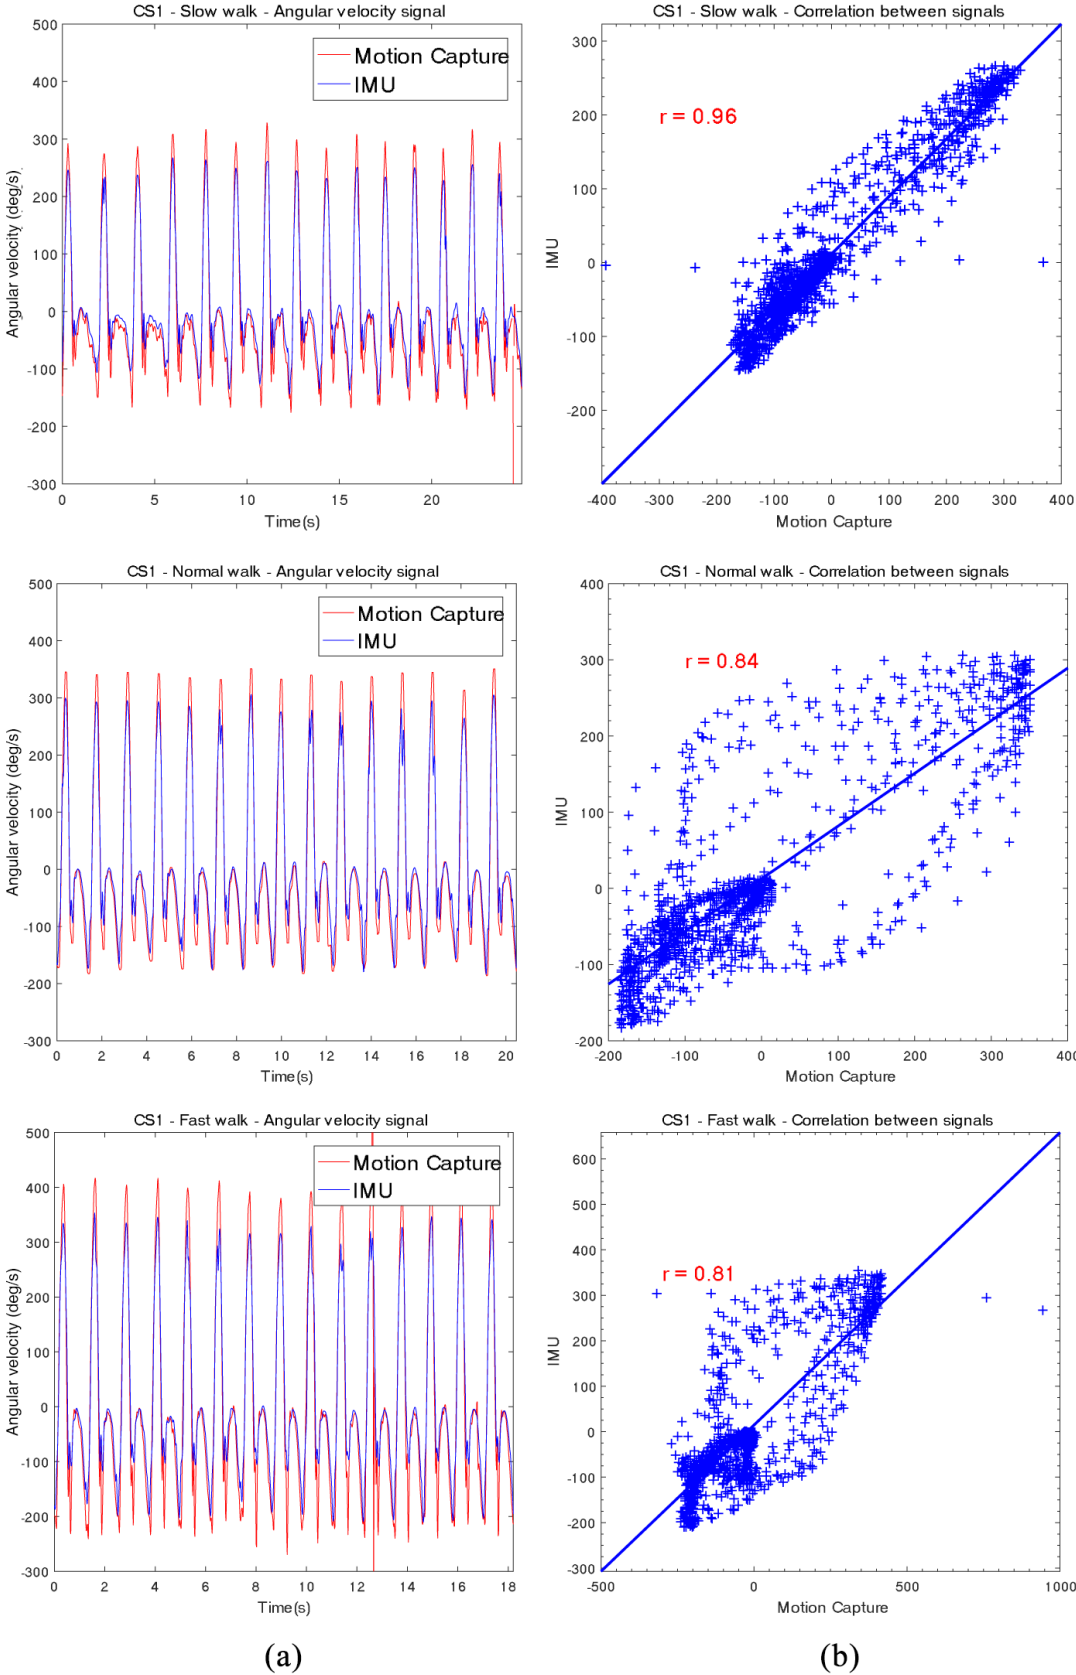 CS1 - Slow walk - Angular velocity signal
500
400
300
200
100
0
-100
-200
-300
Angular velocity (deg/s)
Motion Capture
IMU
0 5 10 15 20
Time(s)
CS1 - Slow walk - Correlation between signals
300
200
100
0
-100
-200
IMU
r = 0.96
-400 -300 -200 -100 0 100 200 300 400
Motion Capture
CS1 - Normal walk - Angular velocity signal
500
400
300
200
100
0
-100
-200
-300
Angular velocity (deg/s)
Motion Capture
IMU
0 2 4 6 8 10 12 14 16 18 20
Time(s)
CS1 - Normal walk - Correlation between signals
400
300
200
100
0
-100
-200
IMU
r = 0.84
-200 -100 0 100 200 300 400
Motion Capture
CS1 - Fast walk - Angular velocity signal
500
400
300
200
100
0
-100
-200
-300
Angular velocity (deg/s)
Motion Capture
IMU
0 2 4 6 8 10 12 14 16 18
Time(s)
CS1 - Fast walk - Correlation between signals
600
500
400
300
200
100
0
-100
-200
-300
IMU
r = 0.81
-500 0 500 1000
Motion Capture
(a) (b)